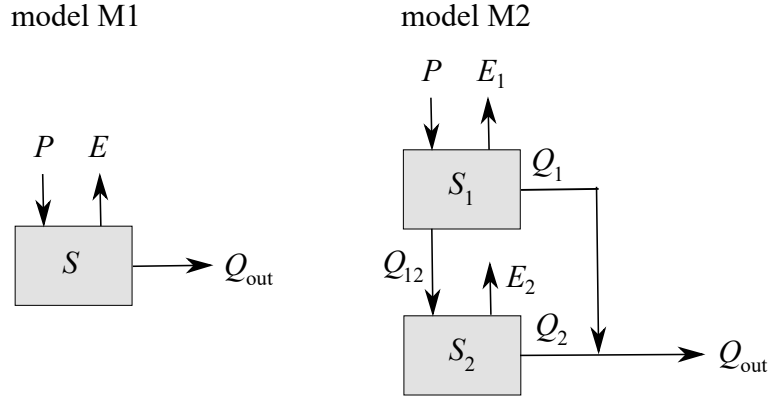 model M1
P E
S
Q_out
model M2
P E_1
S_1
Q_1
Q_12
E_2
S_2
Q_2
Q_out